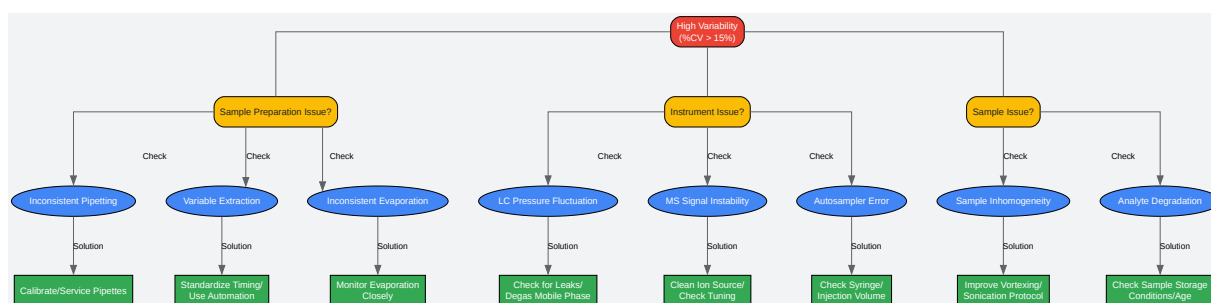 High Variability
(%CV > 15%)
Sample Preparation Issue?
Instrument Issue?
Sample Issue?
Check
Check
Check
Check
Check
Check
Check
Check
Inconsistent Pipetting
Variable Extraction
Inconsistent Evaporation
LC Pressure Fluctuation
MS Signal Instability
Autosampler Error
Sample Inhomogeneity
Analyte Degradation
Solution
Solution
Solution
Solution
Solution
Solution
Solution
Solution
Calibrate/Service Pipettes
Standardize Timing/
Use Automation
Monitor Evaporation
Closely
Check for Leaks/
Degas Mobile Phase
Clean Ion Source/
Check Tuning
Check Syringe/
Injection Volume
Improve Vortexing/
Sonication Protocol
Check Sample Storage
Conditions/Age